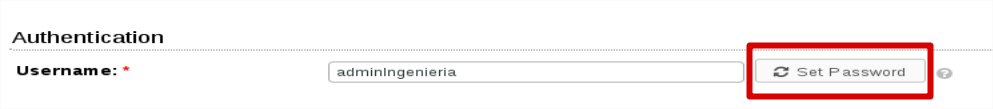 Authentication
Username: * adminIngenieria Set Password ?